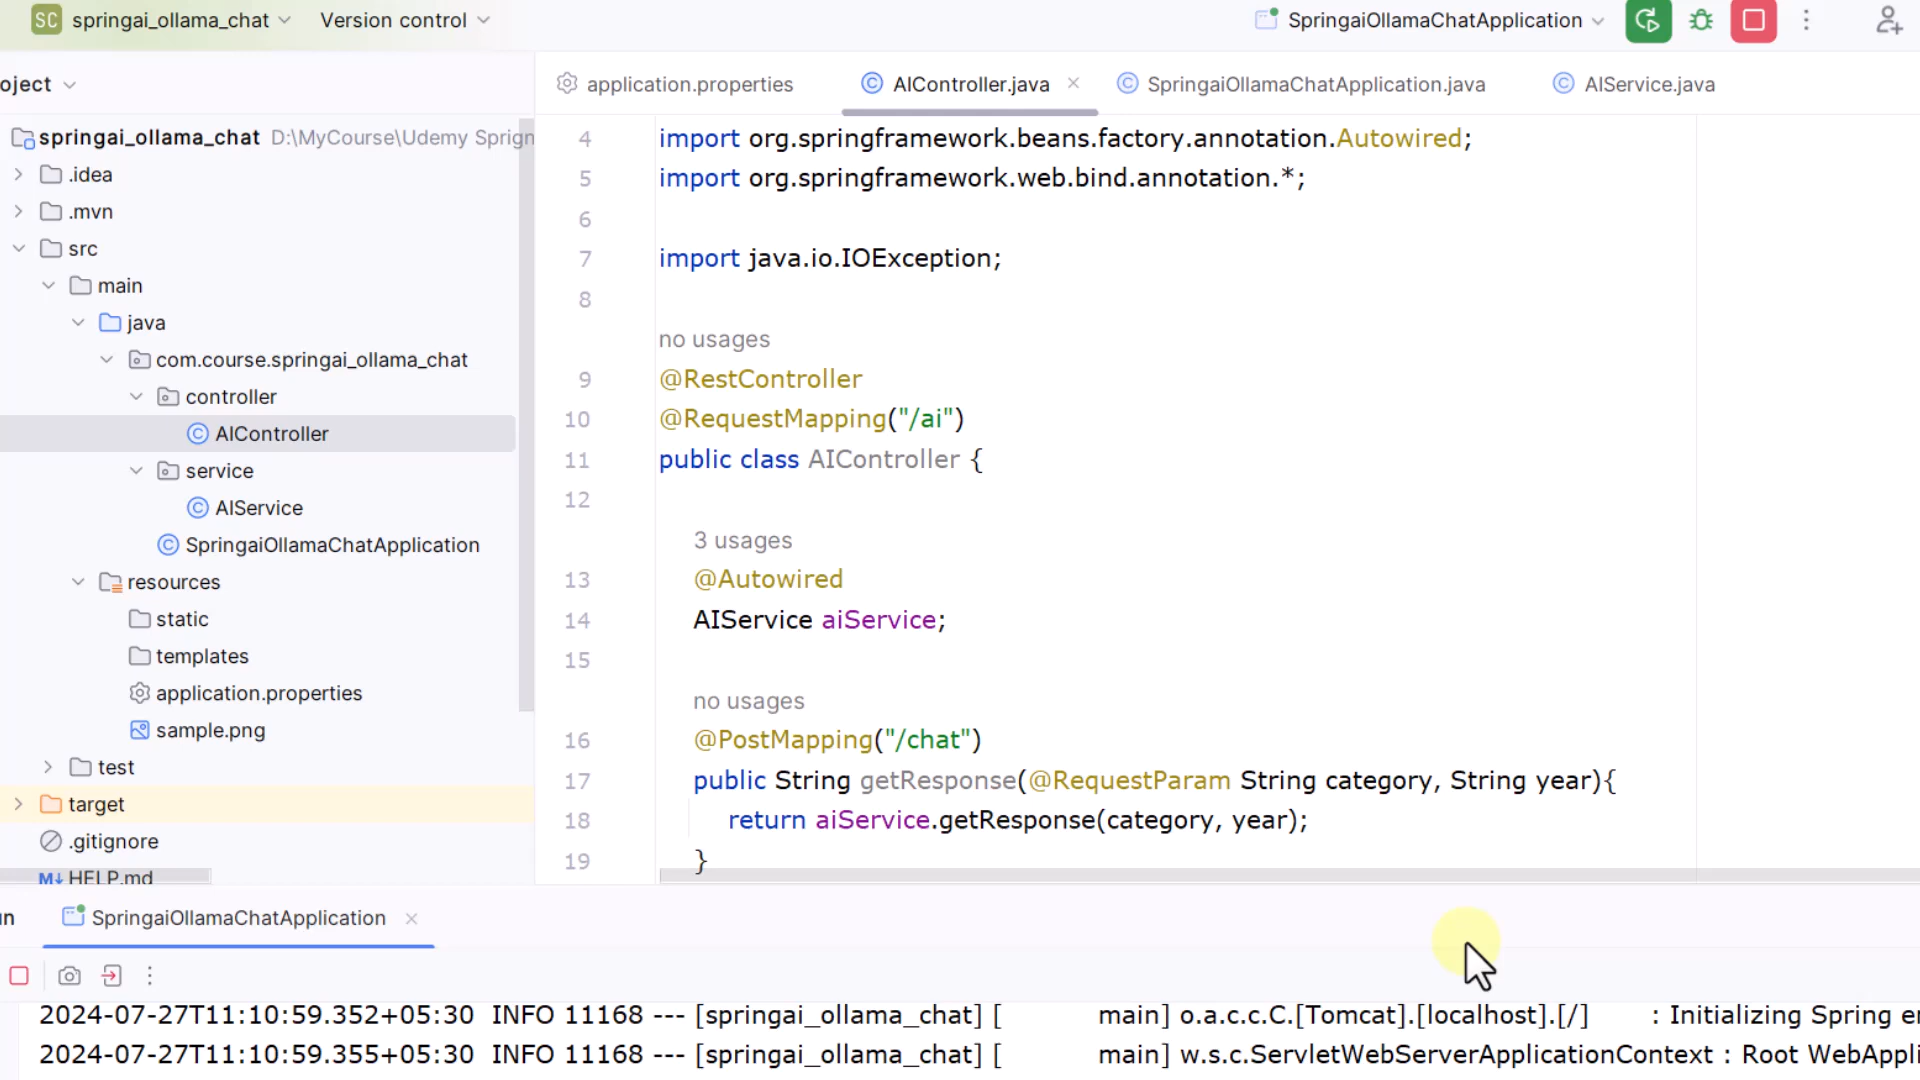 SC springai_ollama_chat Version control SpringaiOllamaChatApplication
oject
application.properties AIController.java SpringaiOllamaChatApplication.java AIService.java
springai_ollama_chat D:\MyCourse\Udemy Sprign
.idea
.mvn
src
main
java
com.course.springai_ollama_chat
controller
AIController
service
AIService
SpringaiOllamaChatApplication
resources
static
templates
application.properties
sample.png
test
target
.gitignore
M↓ HELP.md
4 import org.springframework.beans.factory.annotation.Autowired;
5 import org.springframework.web.bind.annotation.*;
6
7 import java.io.IOException;
8
no usages
9 @RestController
10 @RequestMapping("/ai")
11 public class AIController {
12
3 usages
13 @Autowired
14 AIService aiService;
15
no usages
16 @PostMapping("/chat")
17 public String getResponse(@RequestParam String category, String year){
18 return aiService.getResponse(category, year);
19 }
un SpringaiOllamaChatApplication
2024-07-27T11:10:59.352+05:30 INFO 11168 --- [springai_ollama_chat] [ main] o.a.c.c.C.[Tomcat].[localhost].[/] : Initializing Spring e
2024-07-27T11:10:59.355+05:30 INFO 11168 --- [springai_ollama_chat] [ main] w.s.c.ServletWebServerApplicationContext : Root WebAppli